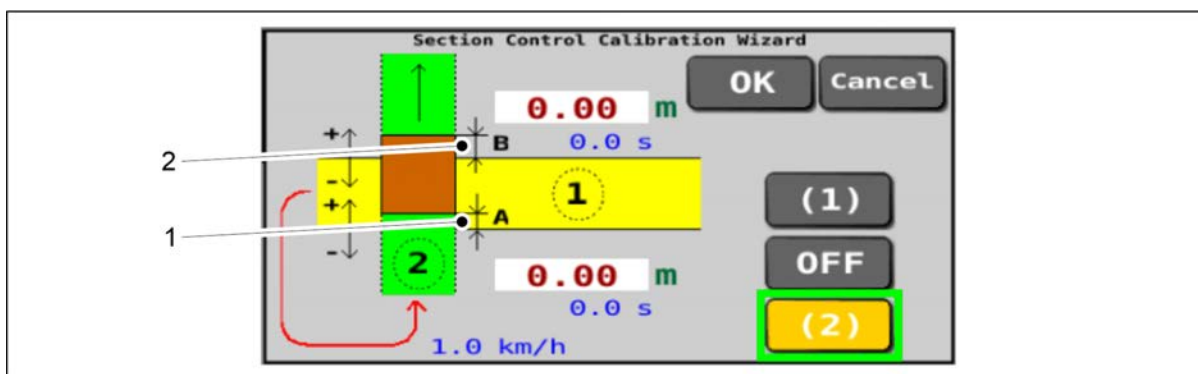 Section Control Calibration Wizard
OK
Cancel
0.00 m
+
B
0.0 s
2
-
1
(1)
+
A
1
-
2
OFF
0.00 m
0.0 s
(2)
1.0 km/h